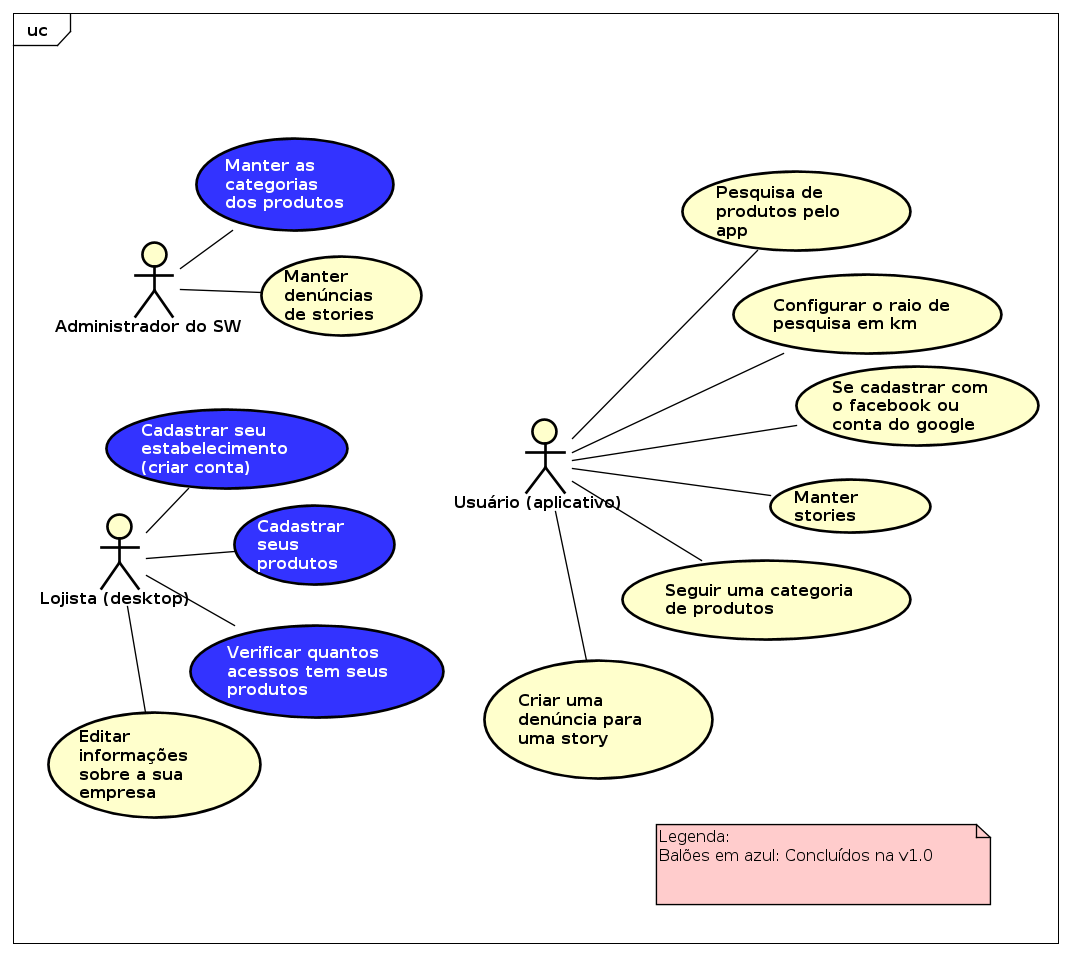 uc
Manter as
categorias
dos produtos
Manter
denúncias
de stories
Administrador do SW
Pesquisa de
produtos pelo
app
Configurar o raio de
pesquisa em km
Se cadastrar com
o facebook ou
conta do google
Manter
stories
Usuário (aplicativo)
Seguir uma categoria
de produtos
Criar uma
denúncia para
uma story
Cadastrar seu
estabelecimento
(criar conta)
Cadastrar
seus
produtos
Lojista (desktop)
Verificar quantos
acessos tem seus
produtos
Editar
informações
sobre a sua
empresa
Legenda:
Balões em azul: Concluídos na v1.0